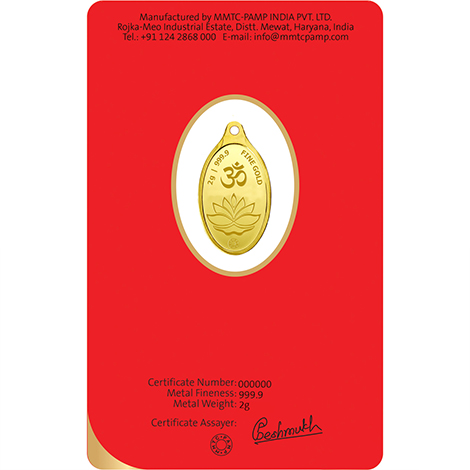 Manufactured by MMTC-PAMP INDIA PVT. LTD.
Rojka-Meo Industrial Estate, Distt. Mewat, Haryana, India
Tel: +91 124 2868 000 E-mail: info@mmtcpamp.com
2g | 999.9 FINE GOLD
ॐ
Certificate Number: 000000
Metal Fineness: 999.9
Metal Weight: 2g
Certificate Assayer: